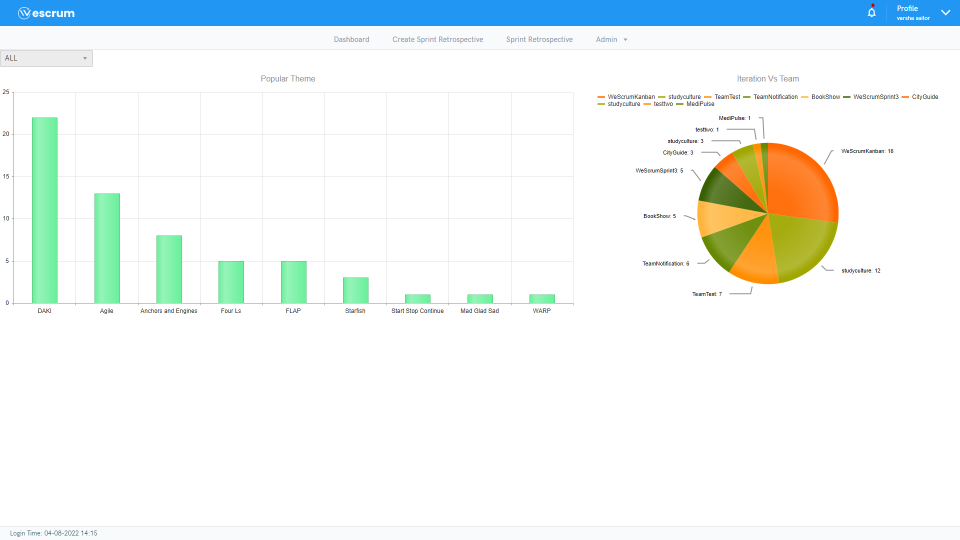 escrum
Profile
versha sailor
Dashboard
Create Sprint Retrospective
Sprint Retrospective
Admin
ALL
Popular Theme
25
20
15
10
5
0
DAKI
Agile
Anchors and Engines
Four Ls
FLAP
Starfish
Start Stop Continue
Mad Glad Sad
WARP
Iteration Vs Team
WeScrumKanban studyculture TeamTest TeamNotification BookShow WeScrumSprint3 CityGuide
studyculture testtwo MediPulse
MediPulse: 1
testtwo: 1
studyculture: 3
CityGuide: 3
WeScrumSprint3: 5
BookShow: 5
TeamNotification: 6
TeamTest: 7
WeScrumKanban: 16
studyculture: 12
Login Time: 04-08-2022 14:15